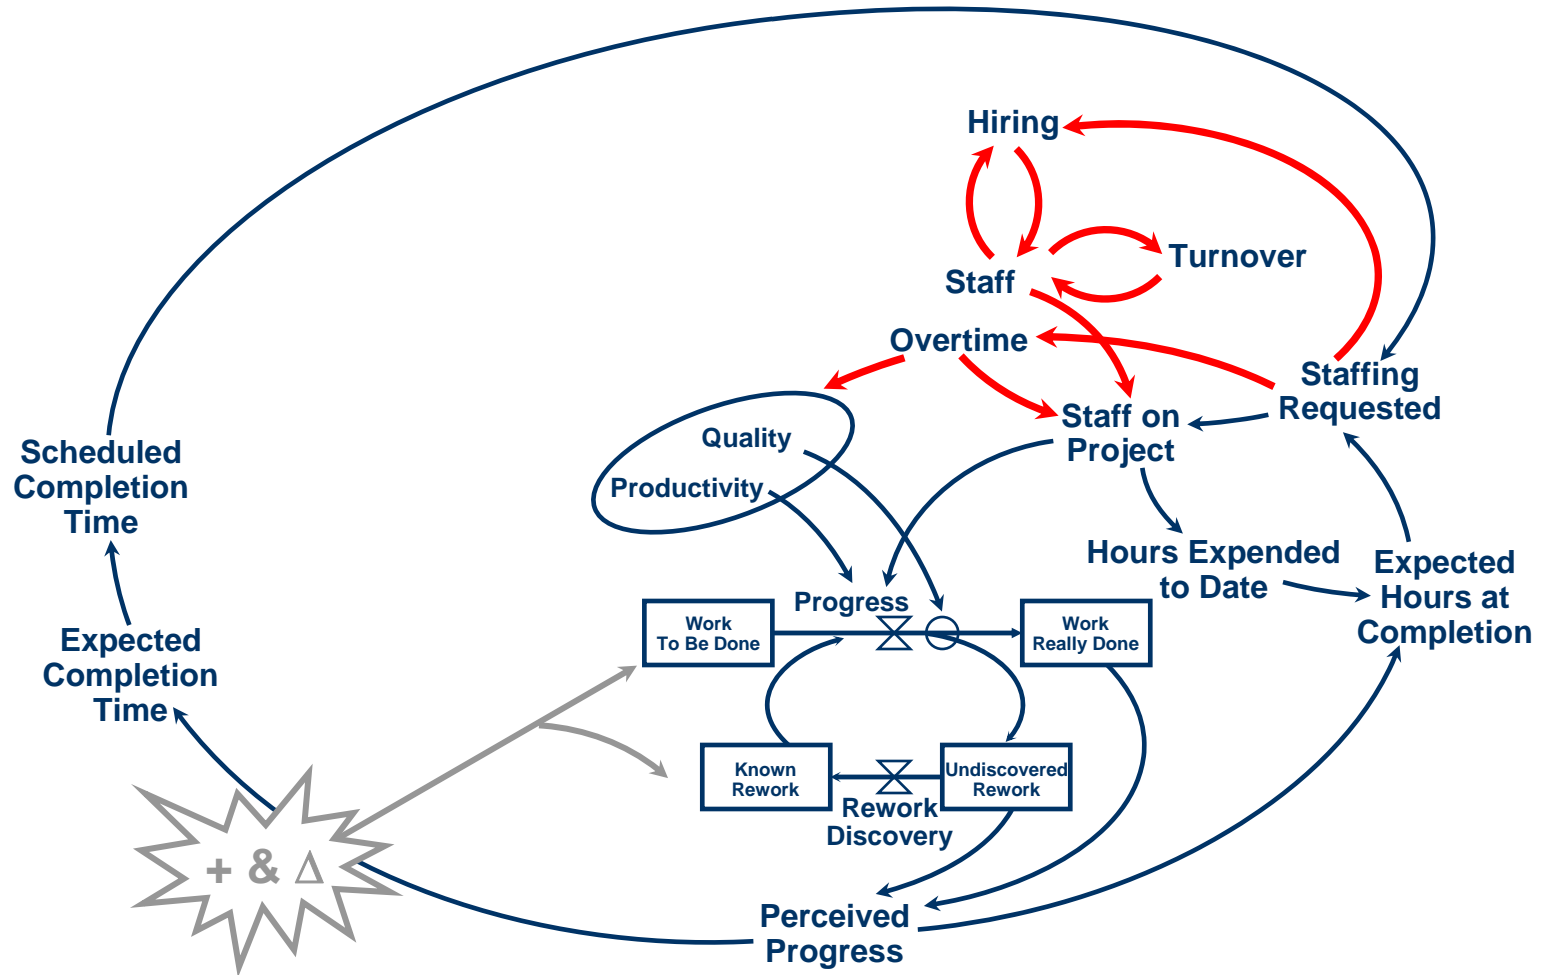 Hiring
Turnover
Staff
Overtime
Staffing
Requested
Staff on
Project
Quality
Productivity
Scheduled
Completion
Time
Hours Expended
to Date
Expected
Hours at
Completion
Progress
Work
To Be Done
Work
Really Done
Expected
Completion
Time
Known
Rework
Undiscovered
Rework
Rework
Discovery
+ & Δ
Perceived
Progress